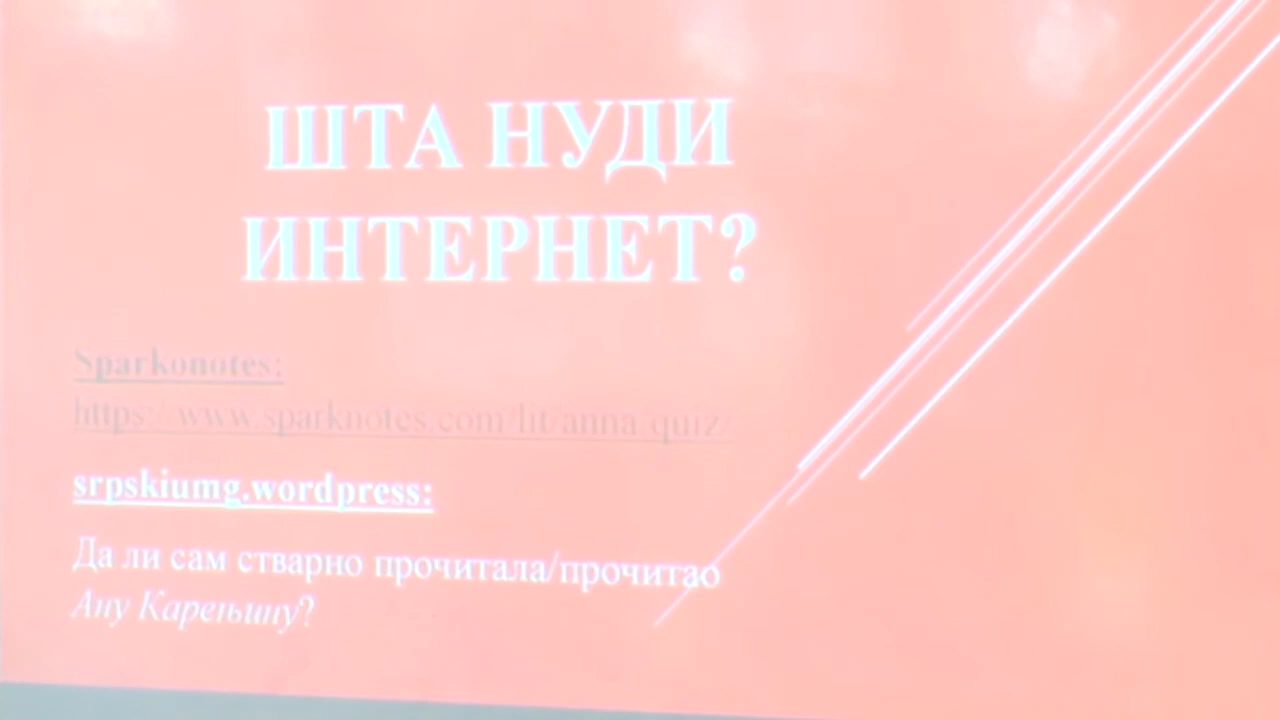 ШТА НУДИ
ИНТЕРНЕТ?
Sparkonotes:
https://www.sparknotes.com/lit/anna/quiz/
srpskiumg.wordpress:
Да ли сам стварно прочитала/прочитао
Ану Карењину?